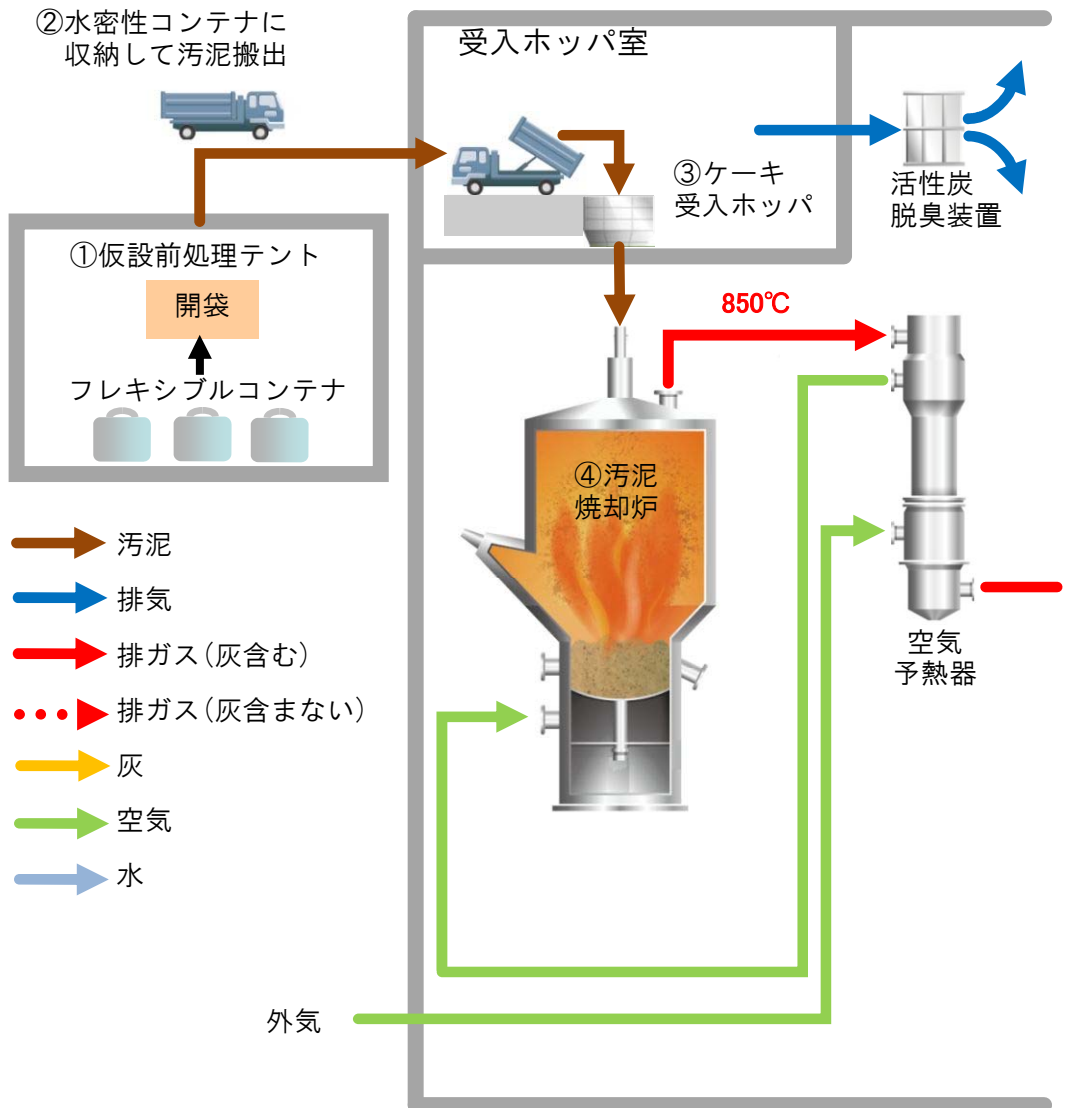 ②水密性コンテナに
収納して汚泥搬出
受入ホッパ室
③ケーキ
受入ホッパ
活性炭
脱臭装置
①仮設前処理テント
開袋
フレキシブルコンテナ
850℃
④汚泥
焼却炉
空気
予熱器
汚泥
排気
排ガス(灰含む)
排ガス(灰含まない)
灰
空気
水
外気